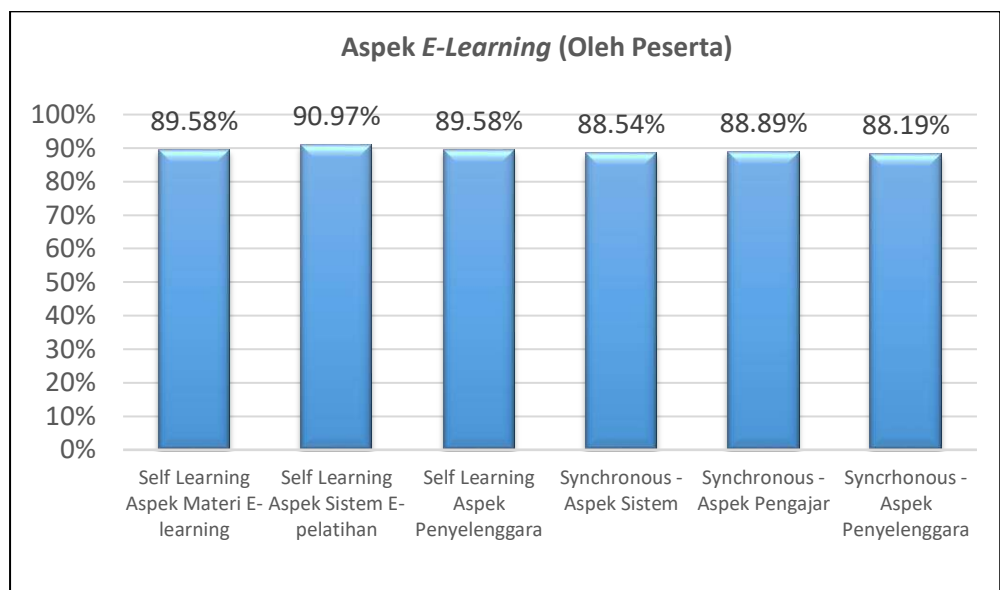 Aspek E-Learning (Oleh Peserta)
100%
90%
80%
70%
60%
50%
40%
30%
20%
10%
0%
89.58%
90.97%
89.58%
88.54%
88.89%
88.19%
Self Learning
Aspek Materi E-
learning
Self Learning
Aspek Sistem E-
pelatihan
Self Learning
Aspek
Penyelenggara
Synchronous -
Aspek Sistem
Synchronous -
Aspek Pengajar
Syncrhonous -
Aspek
Penyelenggara